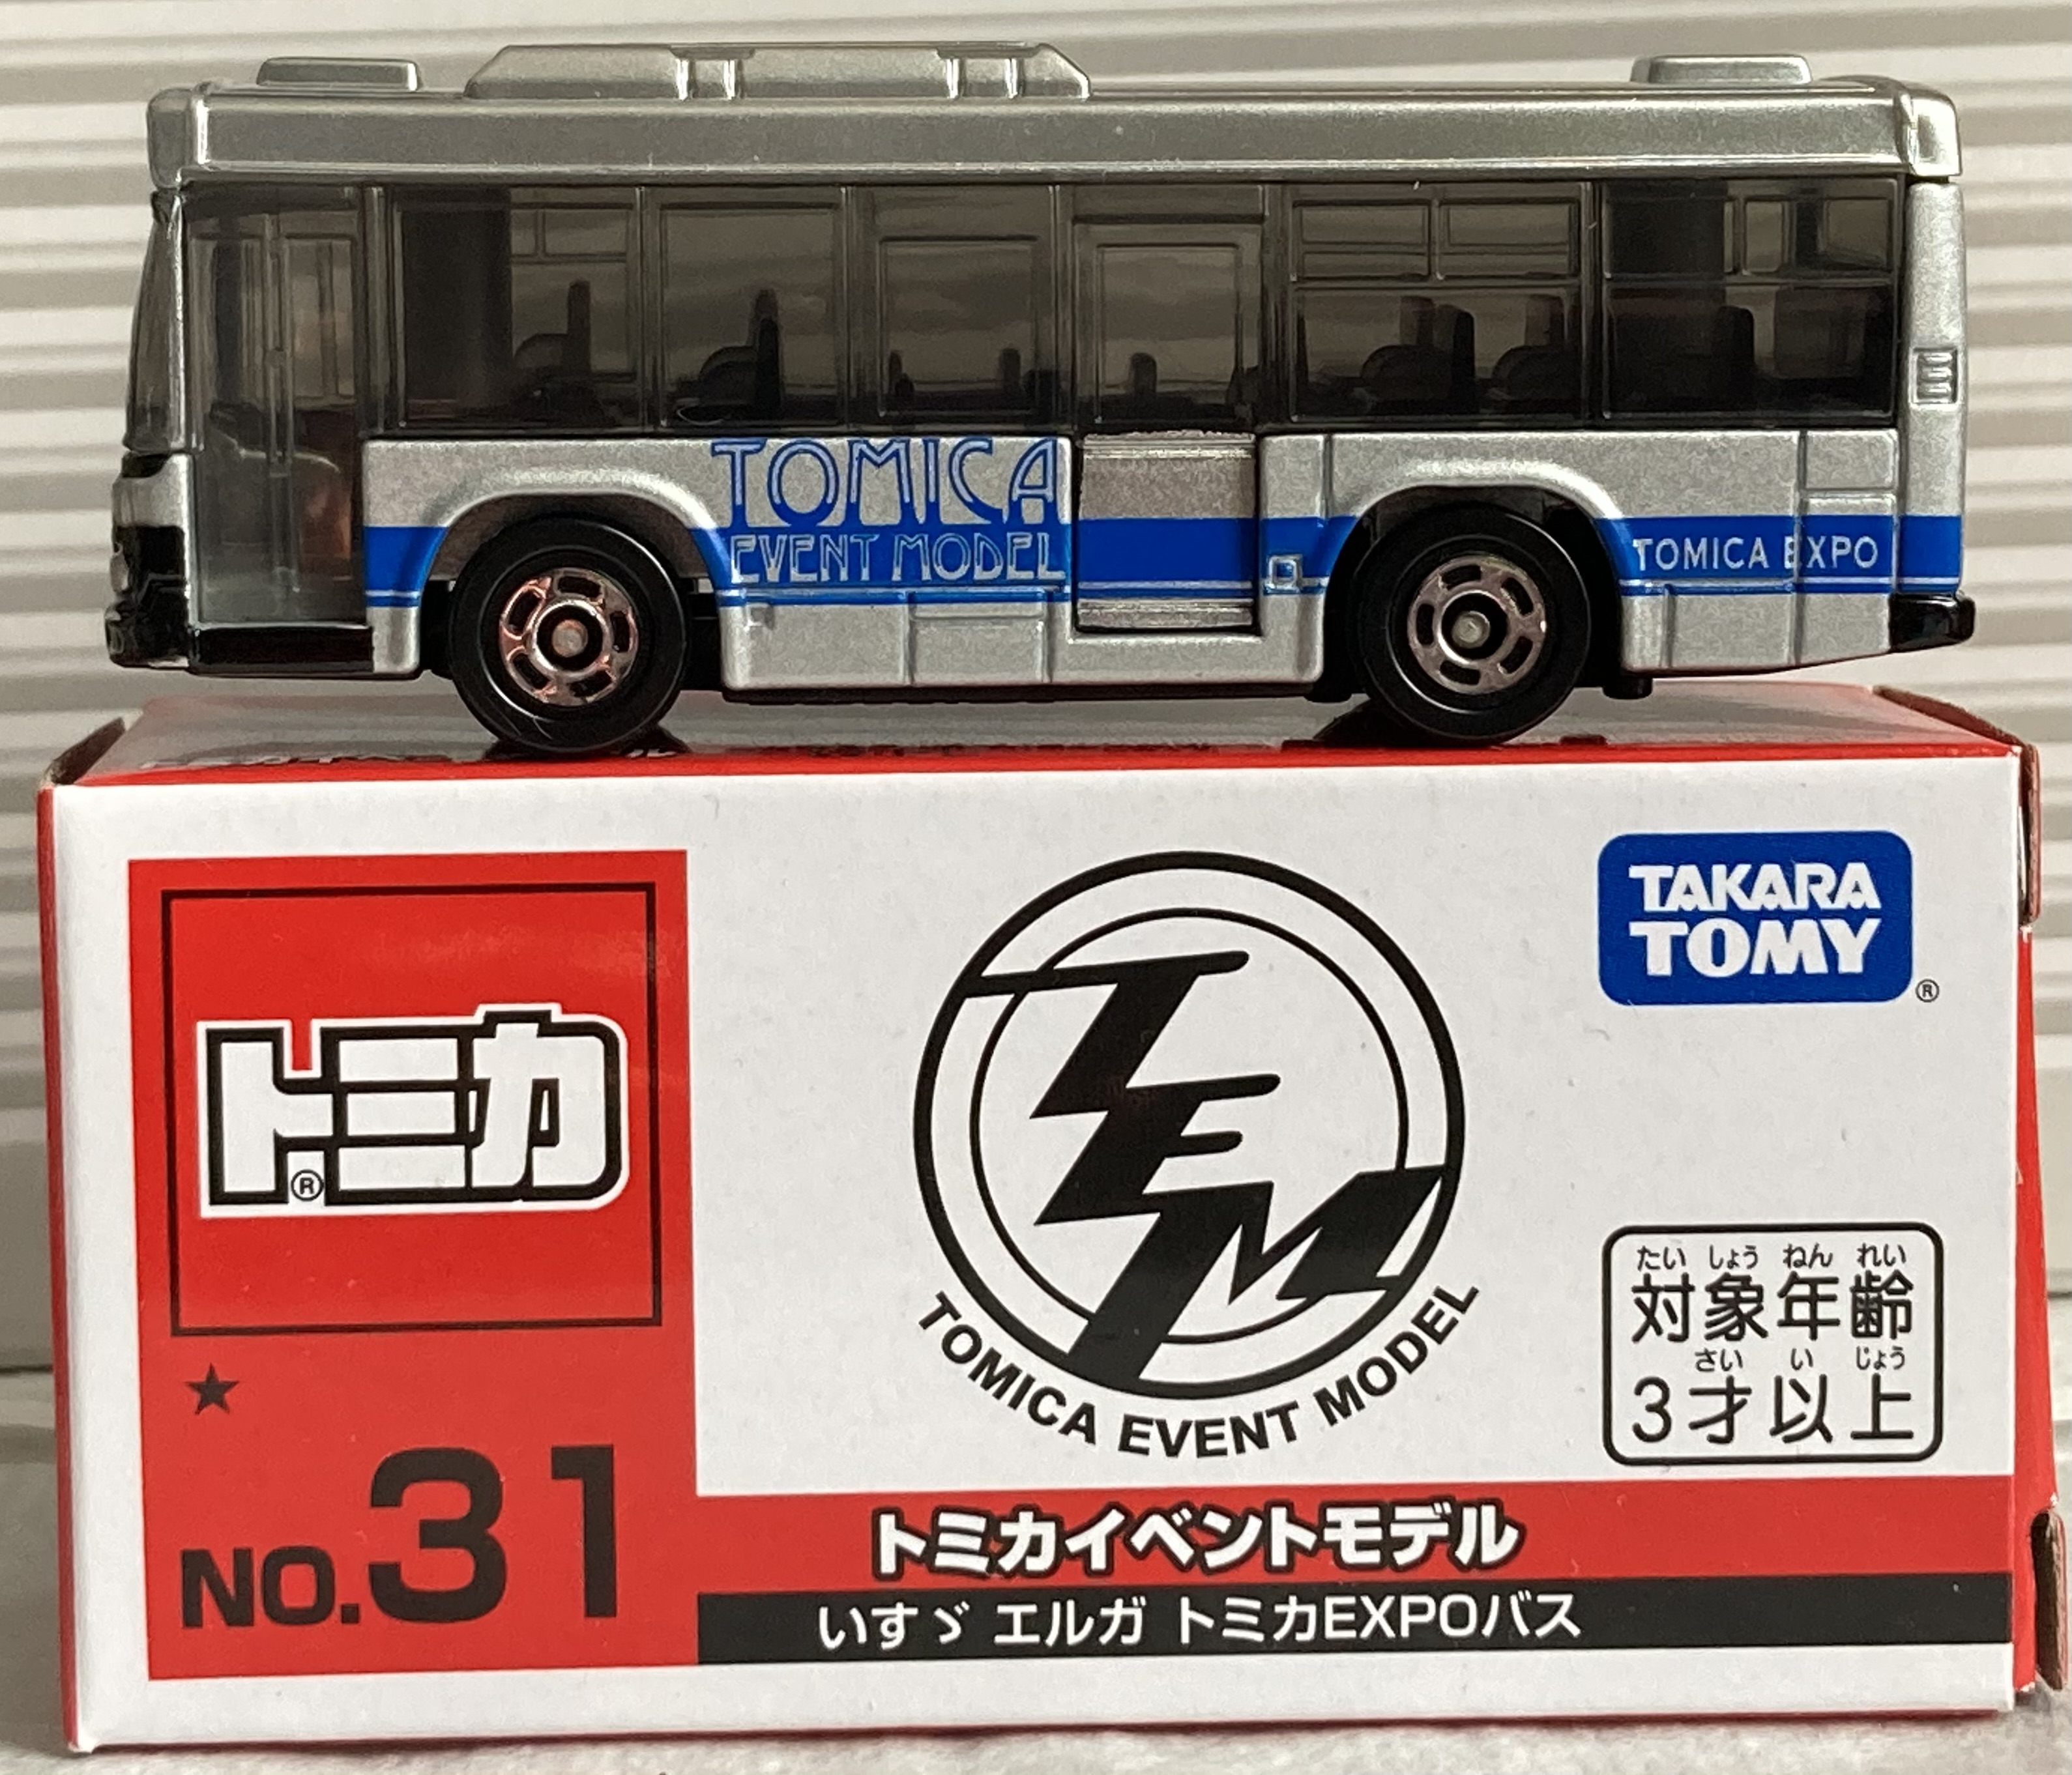 TOMICA
EVENT MODEL
TOMICA EXPO
トミカ®
★
NO.31
TEM
TOMICA EVENT MODEL
TAKARA
TOMY®
たい しょう ねん れい
対象年齢
さい い じょう
3才以上
トミカイベントモデル
いすゞ エルガ トミカEXPOバス